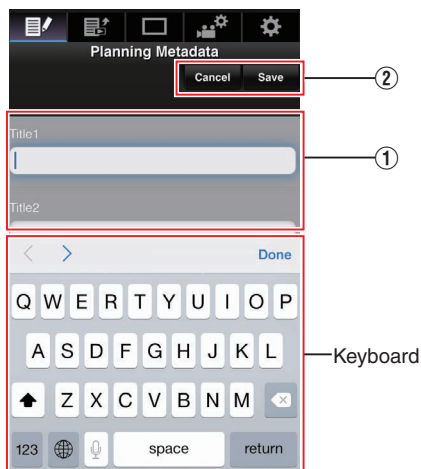 Planning Metadata
Cancel Save
②
Title1
①
Title2
Done
Q W E R T Y U I O P
A S D F G H J K L
Keyboard
Z X C V B N M
123 space return